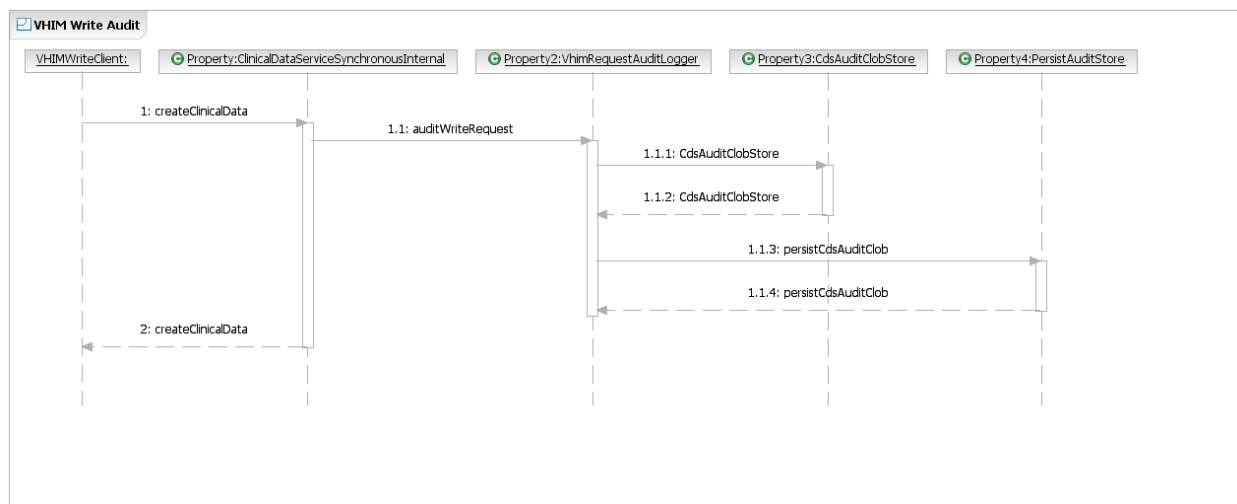 VHIM Write Audit
VHIMWriteClient:
Property:ClinicalDataServiceSynchronousInternal
Property2:VhimRequestAuditLogger
Property3:CdsAuditClobStore
Property4:PersistAuditStore
1: createClinicalData
1.1: auditWriteRequest
1.1.1: CdsAuditClobStore
1.1.2: CdsAuditClobStore
1.1.3: persistCdsAuditClob
1.1.4: persistCdsAuditClob
2: createClinicalData